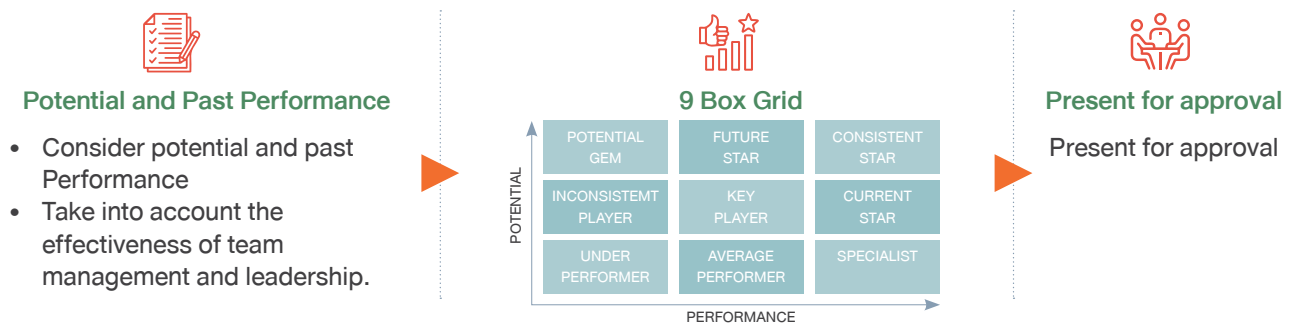 Potential and Past Performance
• Consider potential and past
Performance
• Take into account the
effectiveness of team
management and leadership.
9 Box Grid
POTENTIAL
POTENTIAL
GEM
FUTURE
STAR
CONSISTENT
STAR
INCONSISTEMT
PLAYER
KEY
PLAYER
CURRENT
STAR
UNDER
PERFORMER
AVERAGE
PERFORMER
SPECIALIST
PERFORMANCE
Present for approval
Present for approval